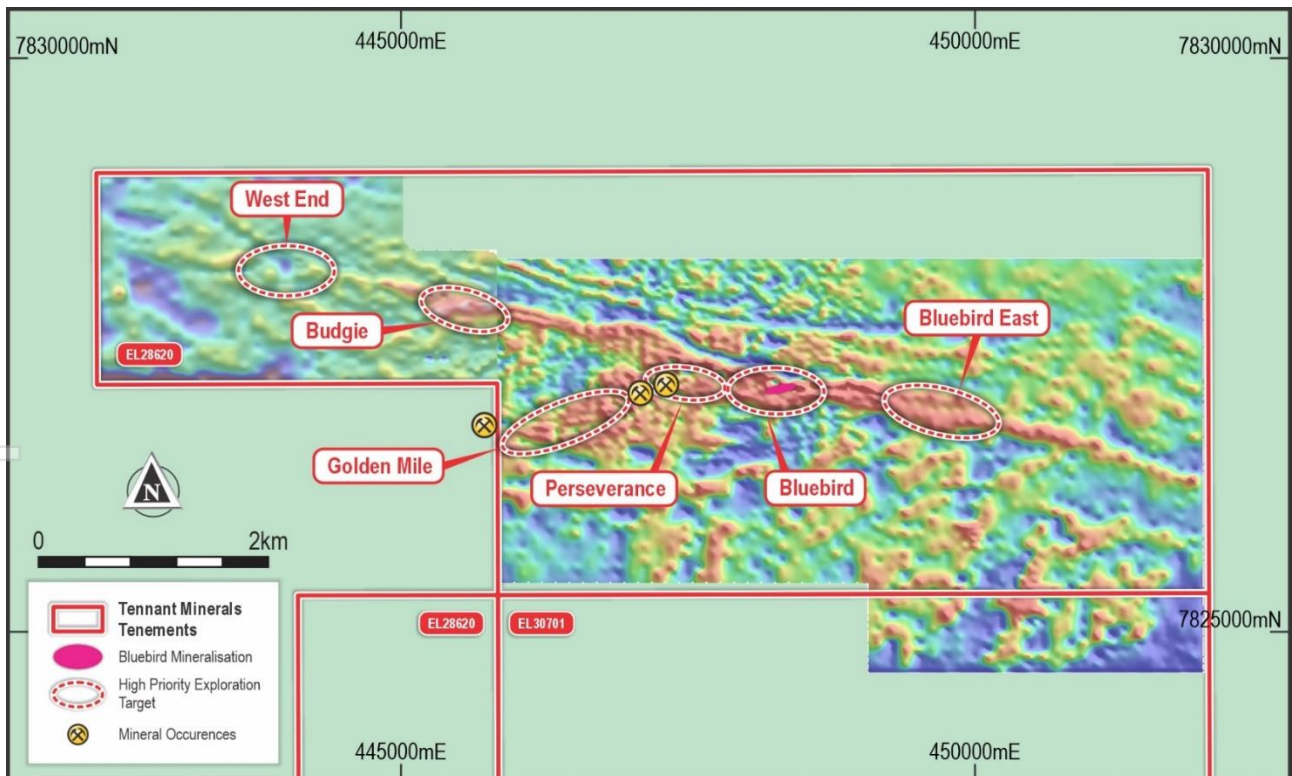 445000mE
450000mE
7830000mN
7830000mN
West End
Budgie
Bluebird East
EL28620
Golden Mile
Perseverance
Bluebird
N
0 2km
Tennant Minerals
Tenements
Bluebird Mineralisation
High Priority Exploration
Target
Mineral Occurences
EL28620
EL30701
7825000mN
445000mE
450000mE